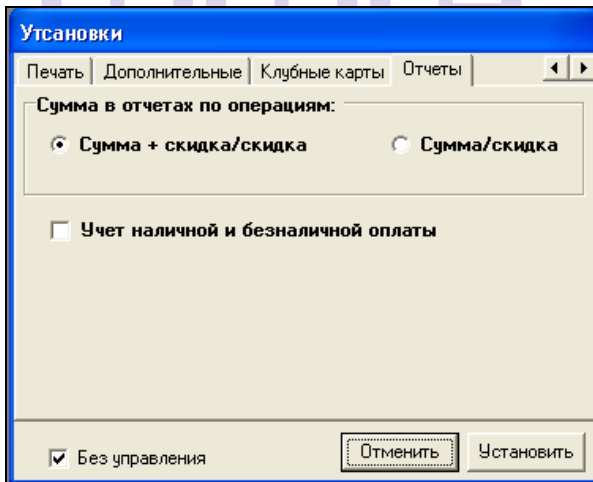 Утсановки
Печать Дополнительные Клубные карты Отчеты
Сумма в отчетах по операциям:
Сумма + скидка/скидка Сумма/скидка
Учет наличной и безналичной оплаты
Без управления Отменить Установить